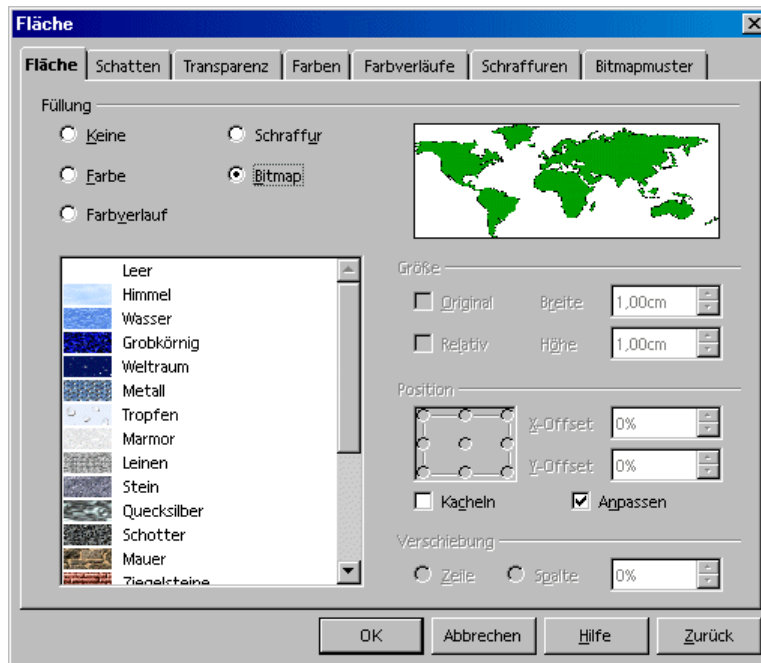 Fläche
Fläche Schatten Transparenz Farben Farbverläufe Schraffuren Bitmapmuster
Füllung
Keine
Schraffur
Farbe
Bitmap
Farbverlauf
Leer
Himmel
Wasser
Grobkörnig
Weltraum
Metall
Tropfen
Marmor
Leinen
Stein
Quecksilber
Schotter
Mauer
Ziegelsteine
Größe
Original Breite 1,00cm
Relativ Höhe 1,00cm
Position
X-Offset 0%
Y-Offset 0%
Kacheln Anpassen
Verschiebung
Zeile Spalte 0%
OK Abbrechen Hilfe Zurück